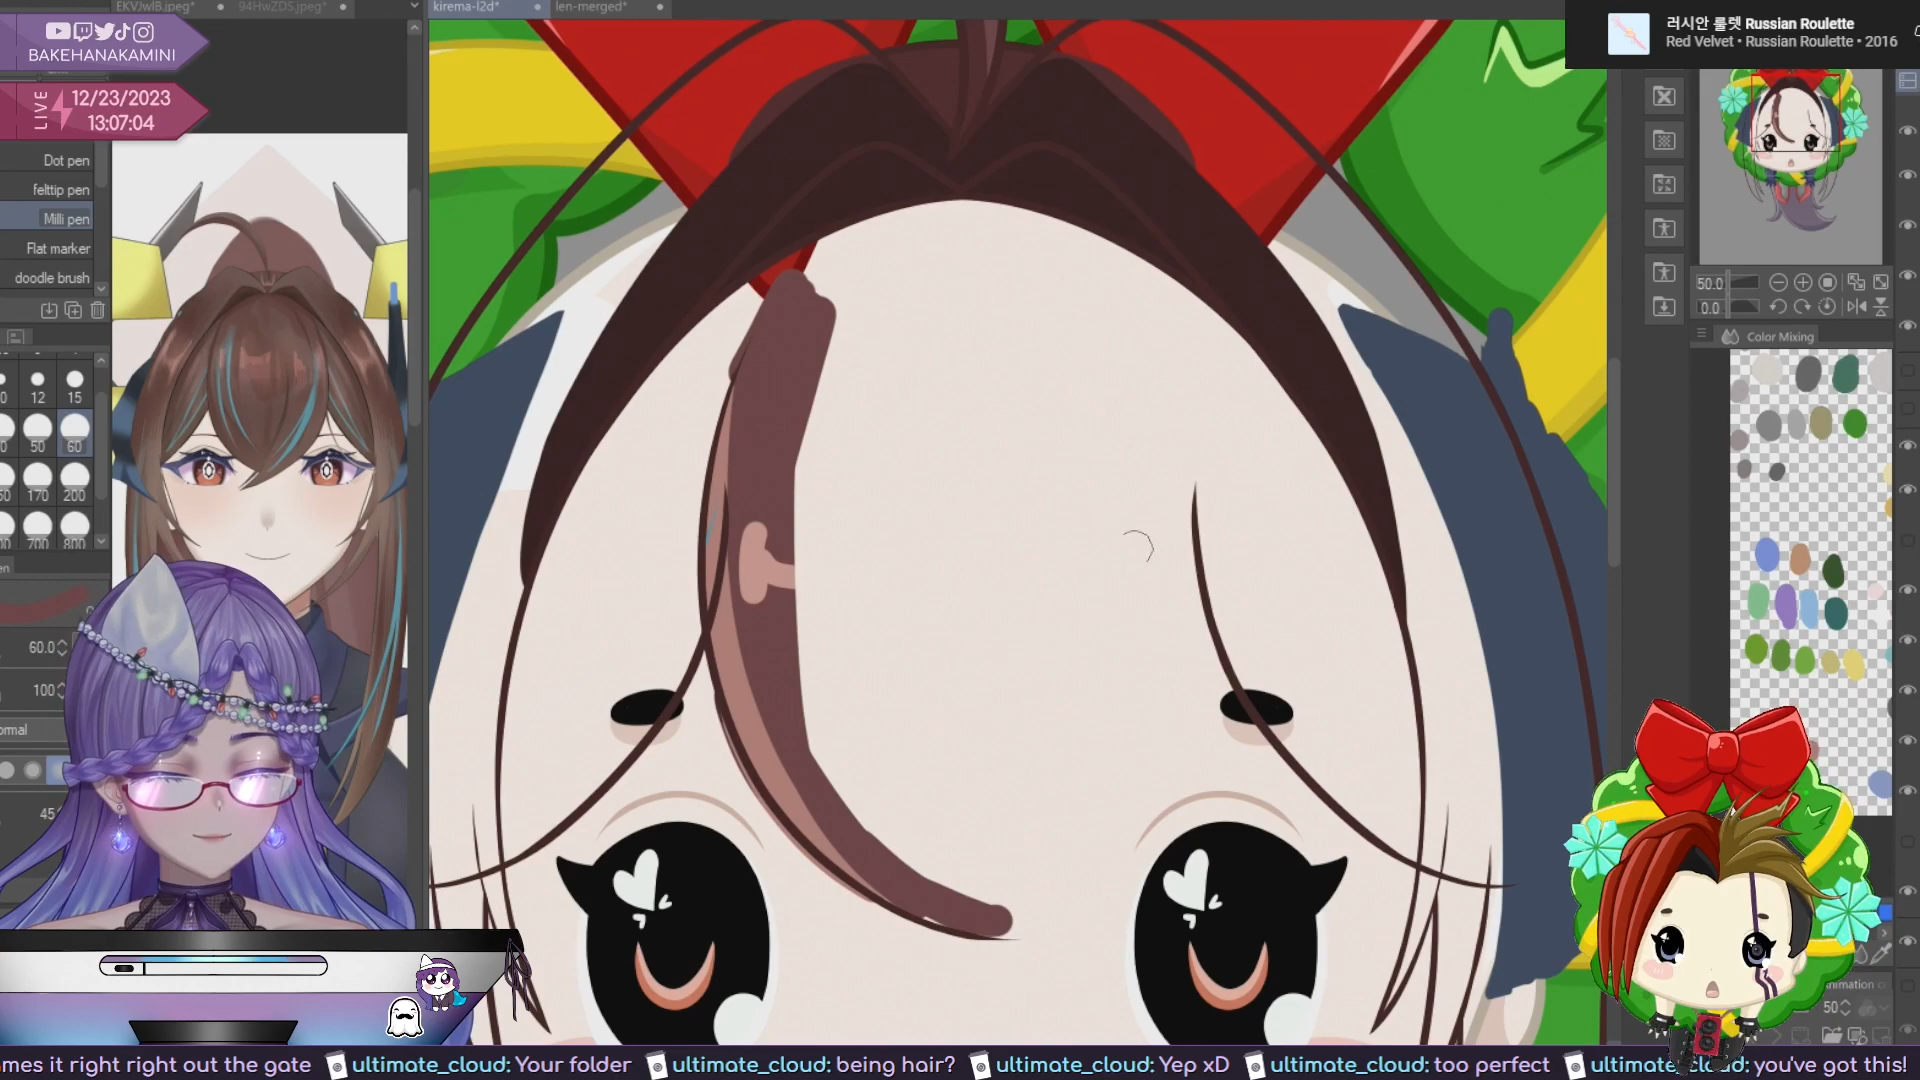 EKVJwlB.jpeg*
94HwZDS.jpeg*
kirema-l2d*
len-merged*
러시안 룰렛 Russian Roulette
Red Velvet • Russian Roulette • 2016
BAKEHANAKAMINI
LIVE
12/23/2023
13:07:04
Dot pen
felttip pen
Milli pen
Flat marker
doodle brush
12
15
50
60
170
200
700
800
60.0
100
45
50.0
0.0
Color Mixing
50
mes it right right out the gate ultimate_cloud: Your folder ultimate_cloud: being hair? ultimate_cloud: Yep xD ultimate_cloud: too perfect you've got this!